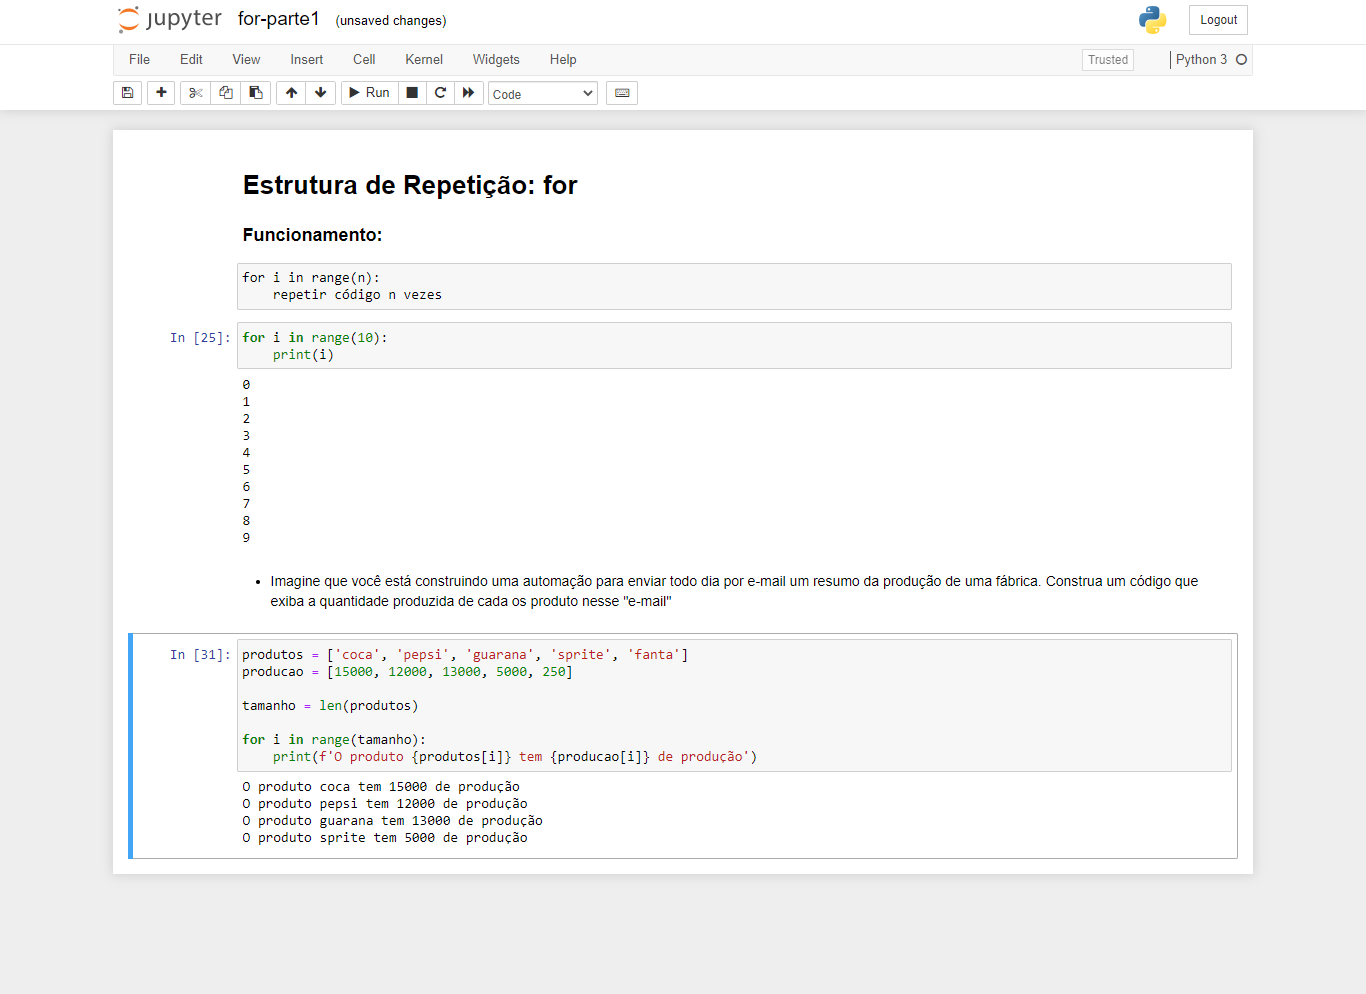 jupyter for-parte1 (unsaved changes)
Logout
File Edit View Insert Cell Kernel Widgets Help
Trusted
Python 3
Run
Code
Estrutura de Repetição: for
Funcionamento:
for i in range(n):
    repetir código n vezes
In [25]: for i in range(10):
    print(i)
0
1
2
3
4
5
6
7
8
9
• Imagine que você está construindo uma automação para enviar todo dia por e-mail um resumo da produção de uma fábrica. Construa um código que
exiba a quantidade produzida de cada os produto nesse "e-mail"
In [31]: produtos = ['coca', 'pepsi', 'guarana', 'sprite', 'fanta']
producao = [15000, 12000, 13000, 5000, 250]
tamanho = len(produtos)
for i in range(tamanho):
    print(f'O produto {produtos[i]} tem {producao[i]} de produção')
O produto coca tem 15000 de produção
O produto pepsi tem 12000 de produção
O produto guarana tem 13000 de produção
O produto sprite tem 5000 de produção